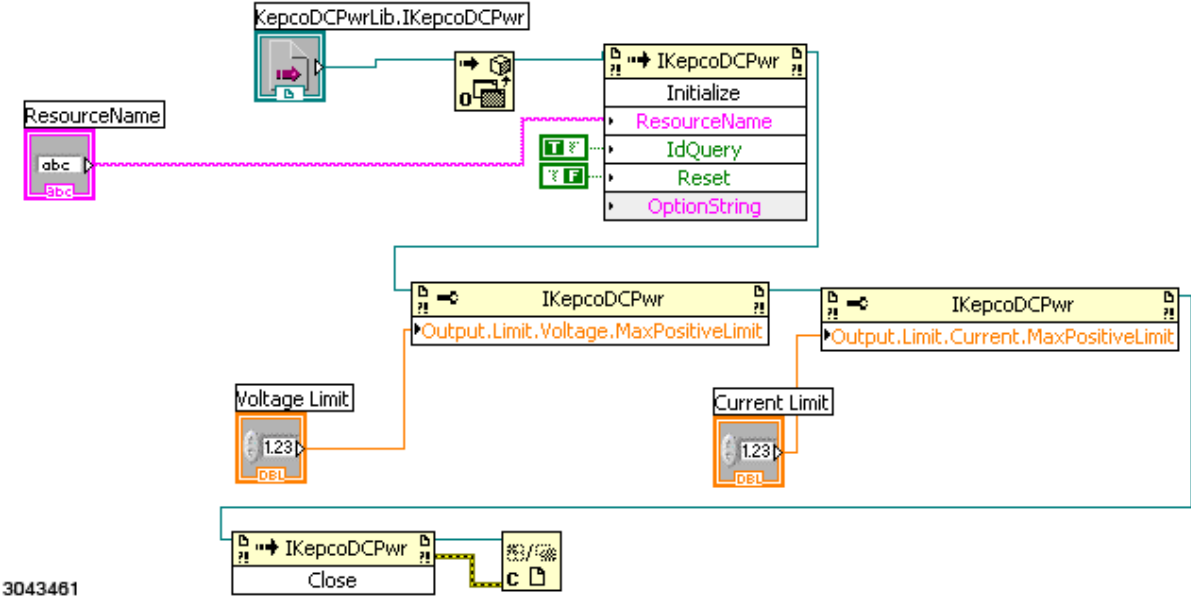 KepcoDCPwrLib.IKepcoDCPwr
IKepcoDCPwr
Initialize
ResourceName
abc
abc
ResourceName
T
IdQuery
F
Reset
OptionString
IKepcoDCPwr
Output.Limit.Voltage.MaxPositiveLimit
IKepcoDCPwr
Output.Limit.Current.MaxPositiveLimit
Voltage Limit
1.23
DBL
Current Limit
1.23
DBL
IKepcoDCPwr
Close
C
3043461